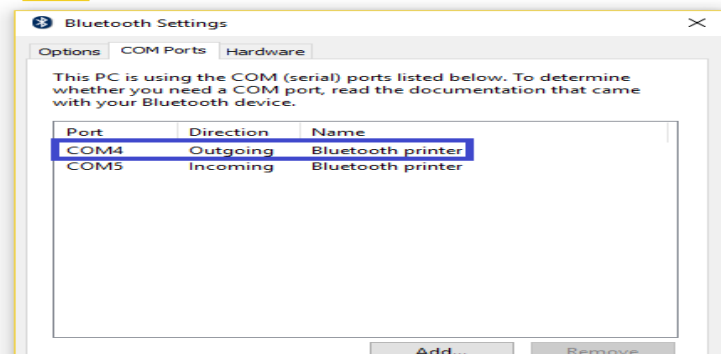 Bluetooth Settings
Options COM Ports Hardware
This PC is using the COM (serial) ports listed below. To determine
whether you need a COM port, read the documentation that came
with your Bluetooth device.
Port Direction Name
COM4 Outgoing Bluetooth printer
COM5 Incoming Bluetooth printer
Add... Remove